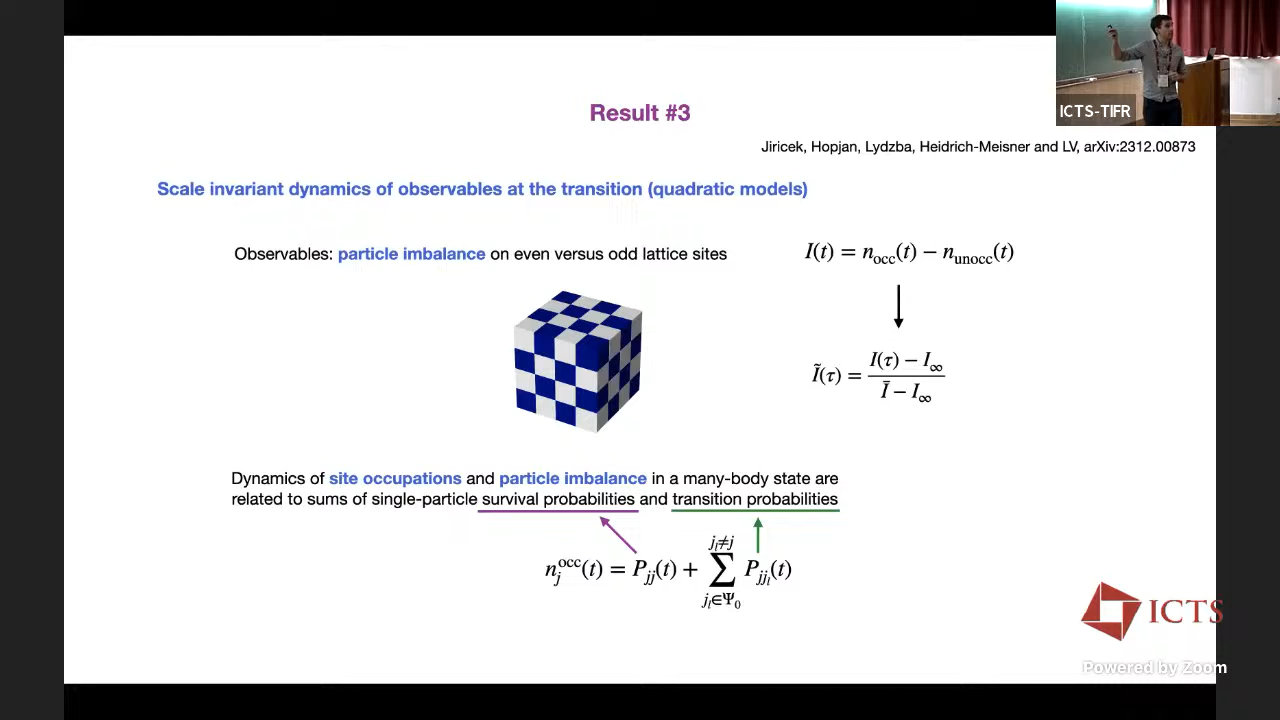 ICTS-TIFR
Result #3
Jiricek, Hopjan, Lydzba, Heidrich-Meisner and LV, arXiv:2312.00873
Scale invariant dynamics of observables at the transition (quadratic models)
Observables: particle imbalance on even versus odd lattice sites
I(t) = n_occ(t) − n_unocc(t)
Ĩ(τ) = (I(τ) − I_∞) / (Ī − I_∞)
Dynamics of site occupations and particle imbalance in a many-body state are
related to sums of single-particle survival probabilities and transition probabilities
n_j^occ(t) = P_jj(t) + ∑_{j_l∈Ψ_0}^{j_l≠j} P_{jj_l}(t)
ICTS
Powered by Zoom